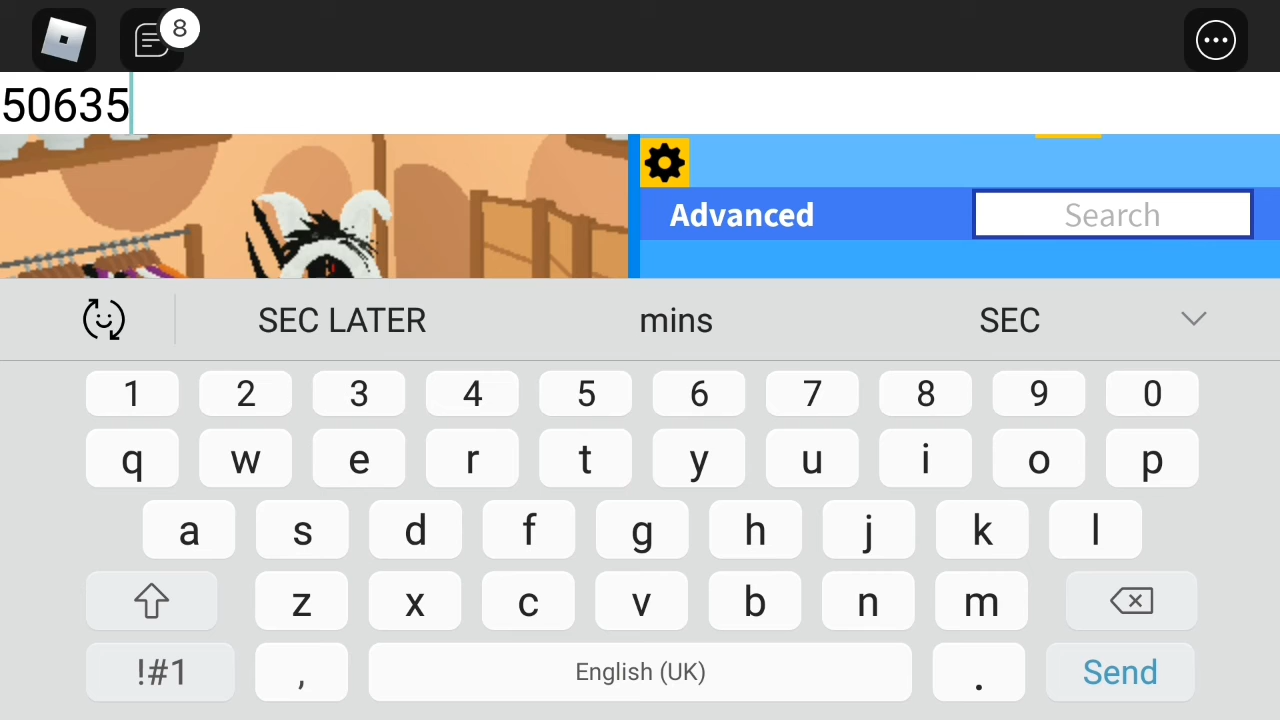 8
50635
Advanced
Search
SEC LATER mins SEC
1 2 3 4 5 6 7 8 9 0
q w e r t y u i o p
a s d f g h j k l
z x c v b n m
!#1 , English (UK) . Send